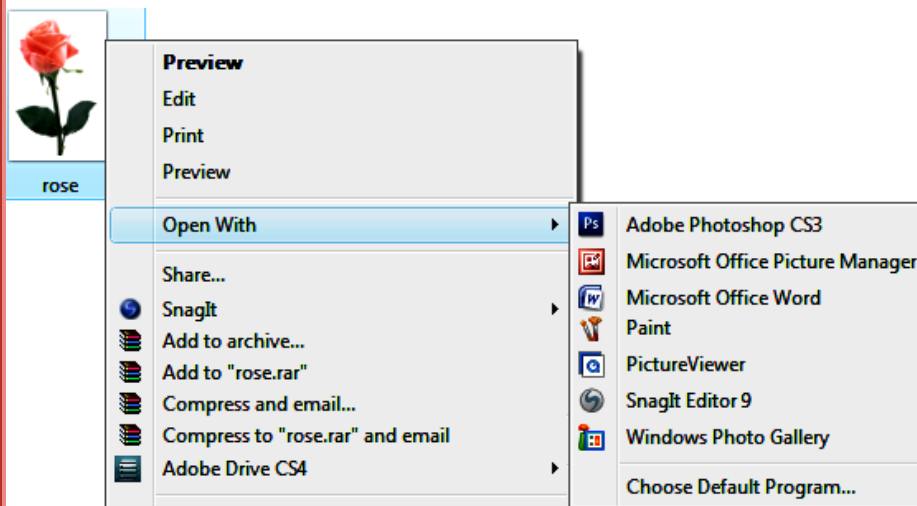 rose
Preview
Edit
Print
Preview
Open With
Share...
SnagIt
Add to archive...
Add to "rose.rar"
Compress and email...
Compress to "rose.rar" and email
Adobe Drive CS4
Ps Adobe Photoshop CS3
Microsoft Office Picture Manager
W Microsoft Office Word
Paint
PictureViewer
SnagIt Editor 9
Windows Photo Gallery
Choose Default Program...